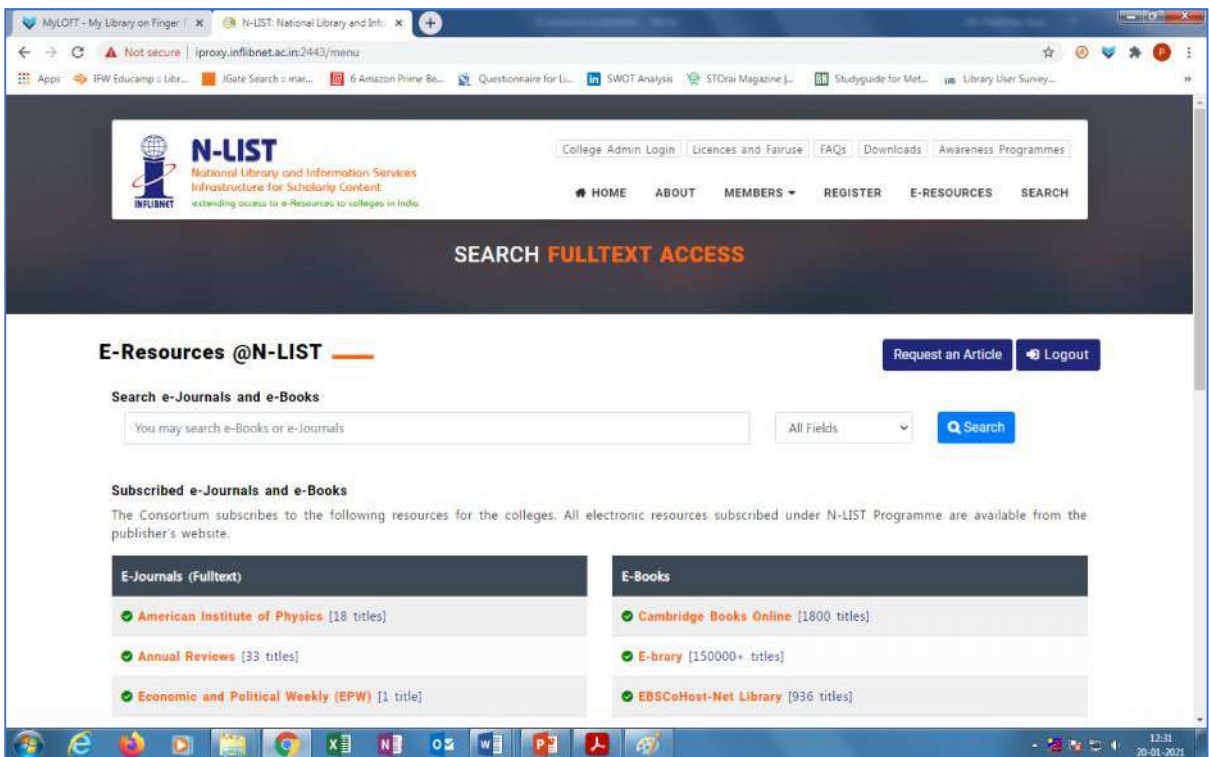 MyLOFT - My Library on Finger T
N-LIST: National Library and Info
Not secure | iproxy.inflibnet.ac.in:2443/menu
Apps IFW Educamp :: Libr... JGate Search :: mar... 6 Amazon Prime Be... Questionnaire for Li... SWOT Analysis STOrai Magazine |... Studyguide for Met... Library User Survey...
N-LIST
National Library and Information Services
Infrastructure for Scholarly Content
extending access to e-Resources to colleges in India
INFLIBNET
College Admin Login Licences and Fairuse FAQs Downloads Awareness Programmes
HOME ABOUT MEMBERS REGISTER E-RESOURCES SEARCH
SEARCH FULLTEXT ACCESS
E-Resources @N-LIST
Request an Article Logout
Search e-Journals and e-Books
You may search e-Books or e-Journals All Fields Search
Subscribed e-Journals and e-Books
The Consortium subscribes to the following resources for the colleges. All electronic resources subscribed under N-LIST Programme are available from the
publisher's website.
E-Journals (Fulltext)
American Institute of Physics [18 titles]
Annual Reviews [33 titles]
Economic and Political Weekly (EPW) [1 title]
E-Books
Cambridge Books Online [1800 titles]
E-brary [150000+ titles]
EBSCoHost-Net Library [936 titles]
12:31
20-01-2021